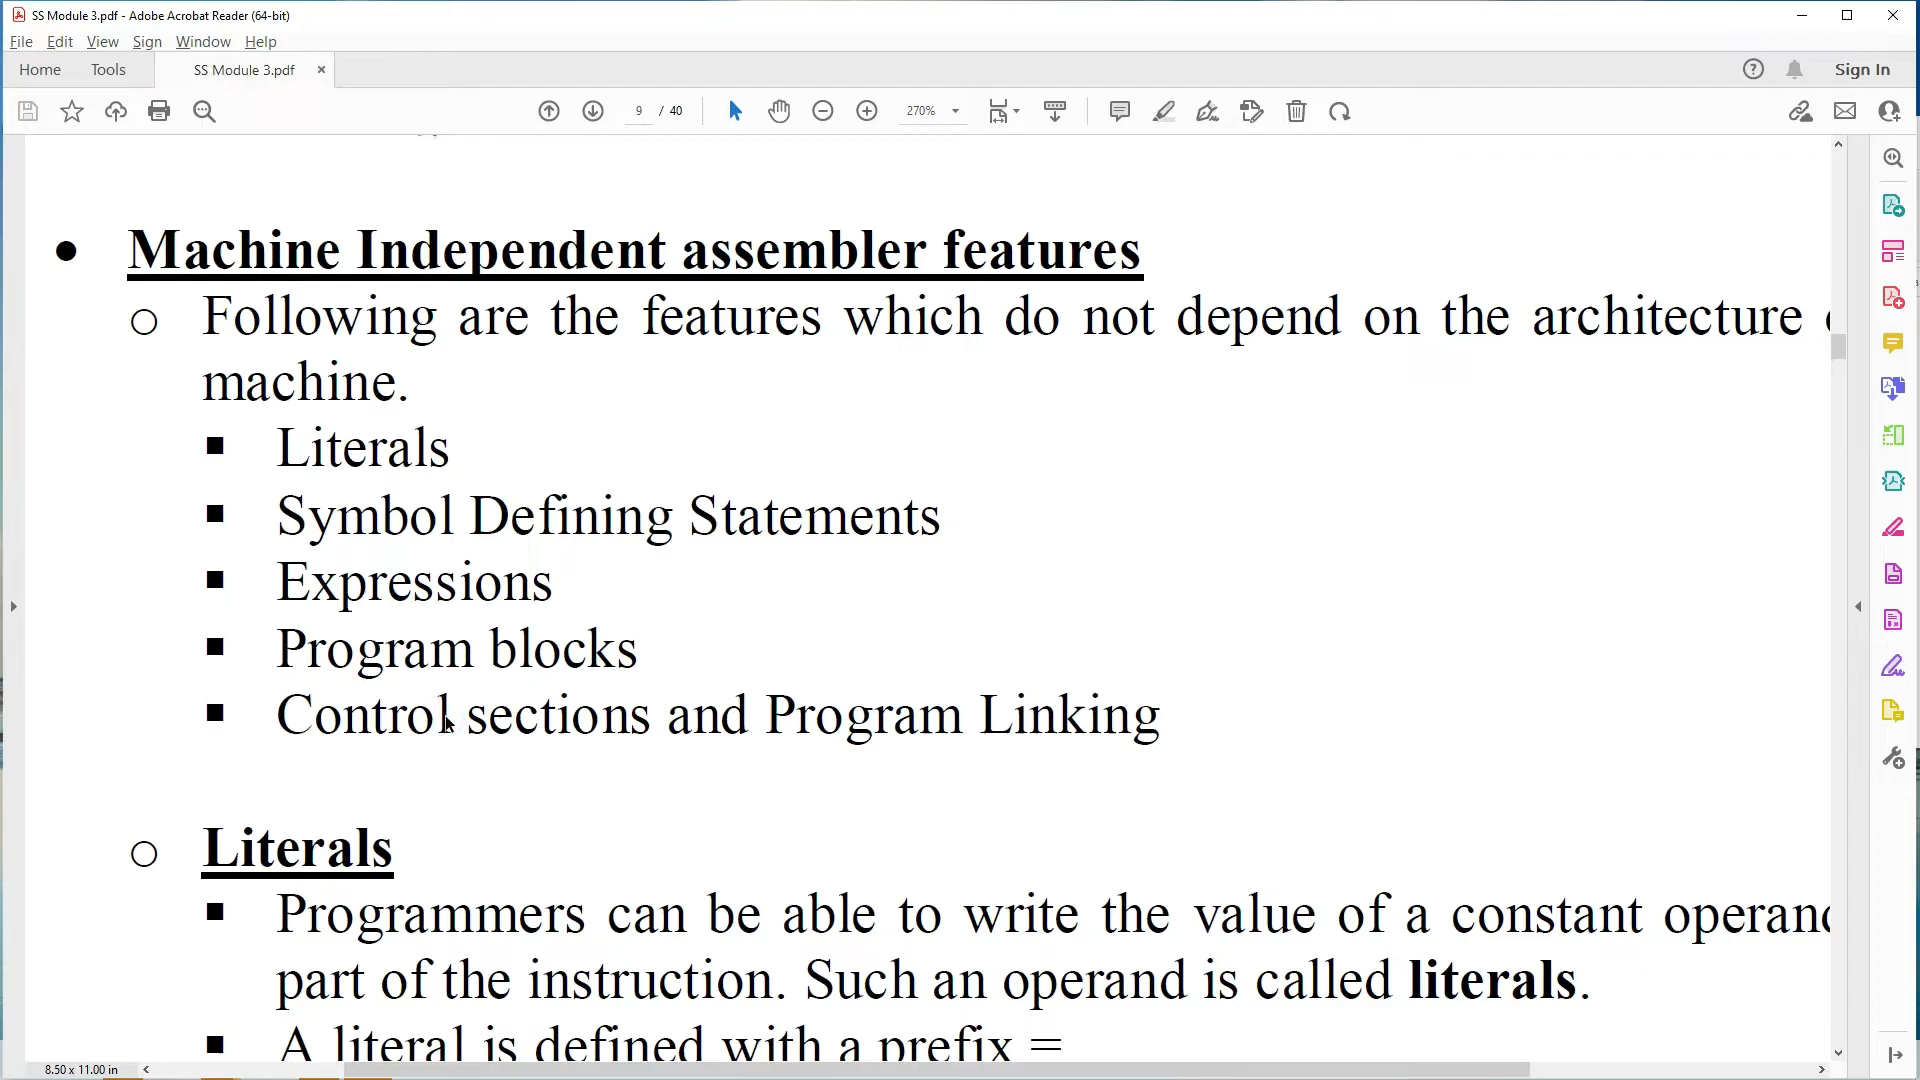 SS Module 3.pdf - Adobe Acrobat Reader (64-bit)
File Edit View Sign Window Help
Home Tools SS Module 3.pdf × Sign In
9 / 40 270%
• Machine Independent assembler features
o Following are the features which do not depend on the architecture
machine.
▪ Literals
▪ Symbol Defining Statements
▪ Expressions
▪ Program blocks
▪ Control sections and Program Linking
o Literals
▪ Programmers can be able to write the value of a constant operand
part of the instruction. Such an operand is called literals.
▪ A literal is defined with a prefix =
8.50 x 11.00 in